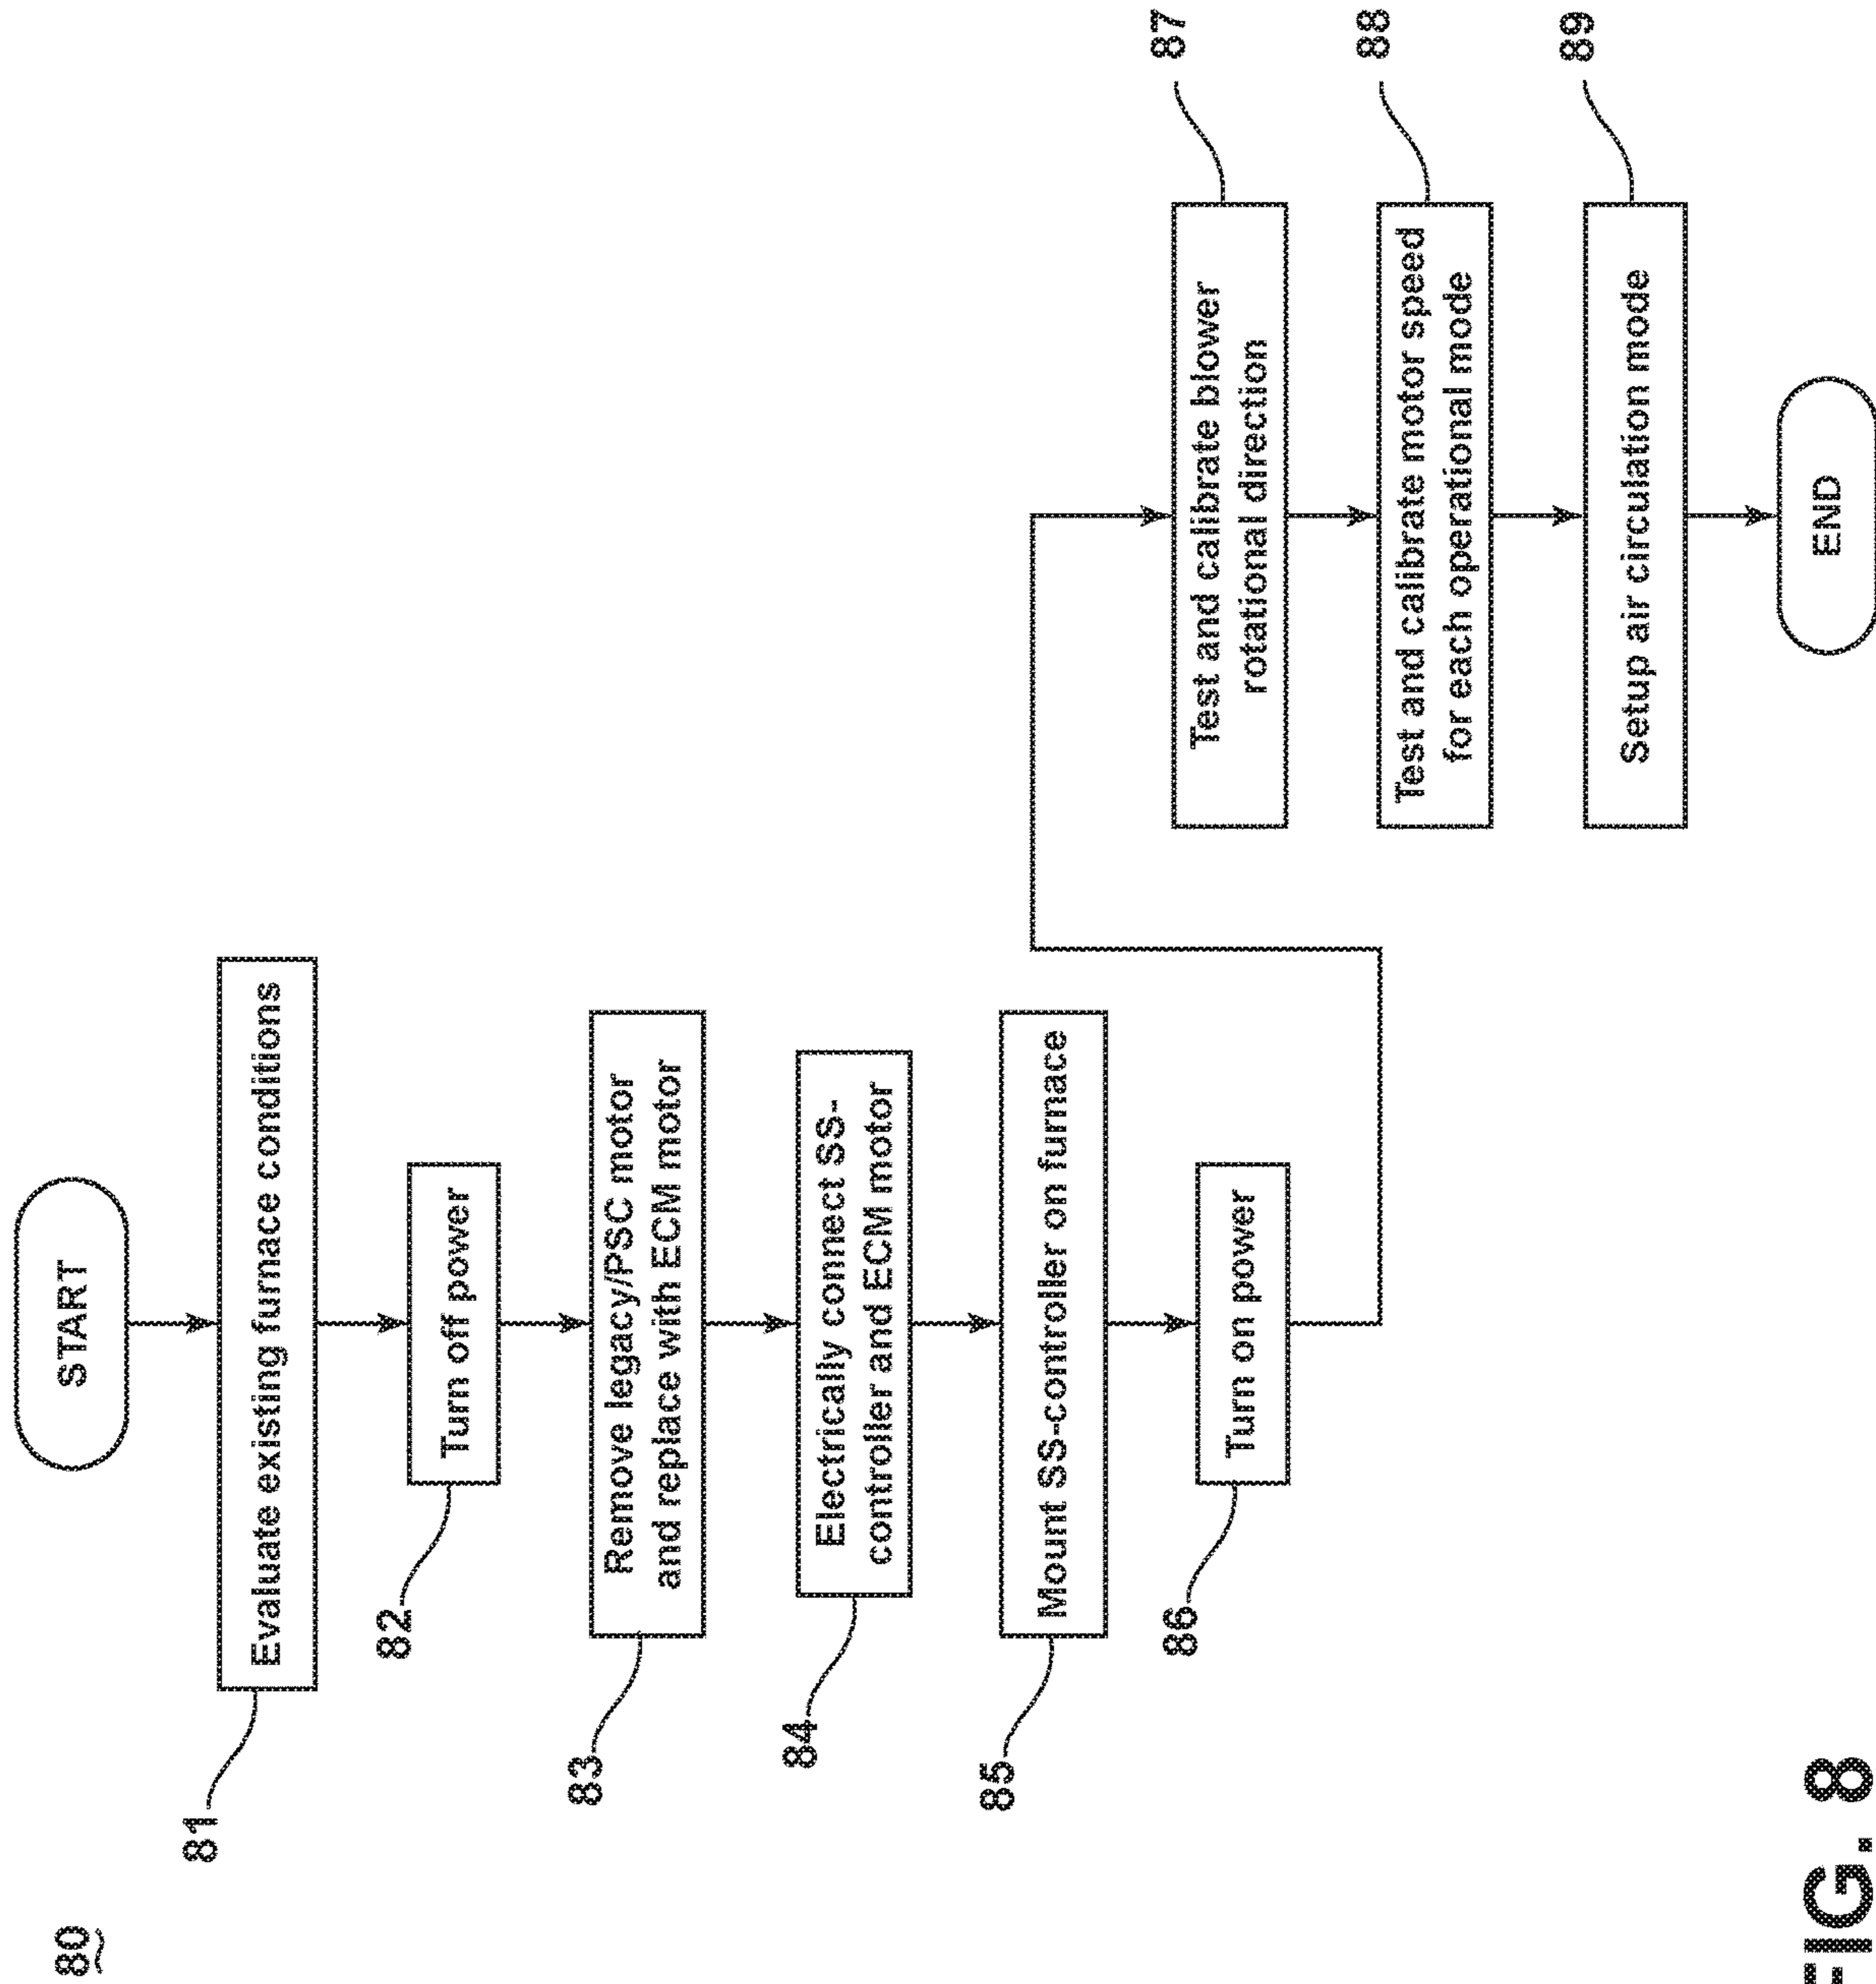 80
START
81
Evaluate existing furnace conditions
82
Turn off power
83
Remove legacy/PSC motor
and replace with ECM motor
84
Electrically connect SS-
controller and ECM motor
85
Mount SS-controller on furnace
86
Turn on power
87
Test and calibrate blower
rotational direction
88
Test and calibrate motor speed
for each operational mode
89
Setup air circulation mode
END
FIG. 8